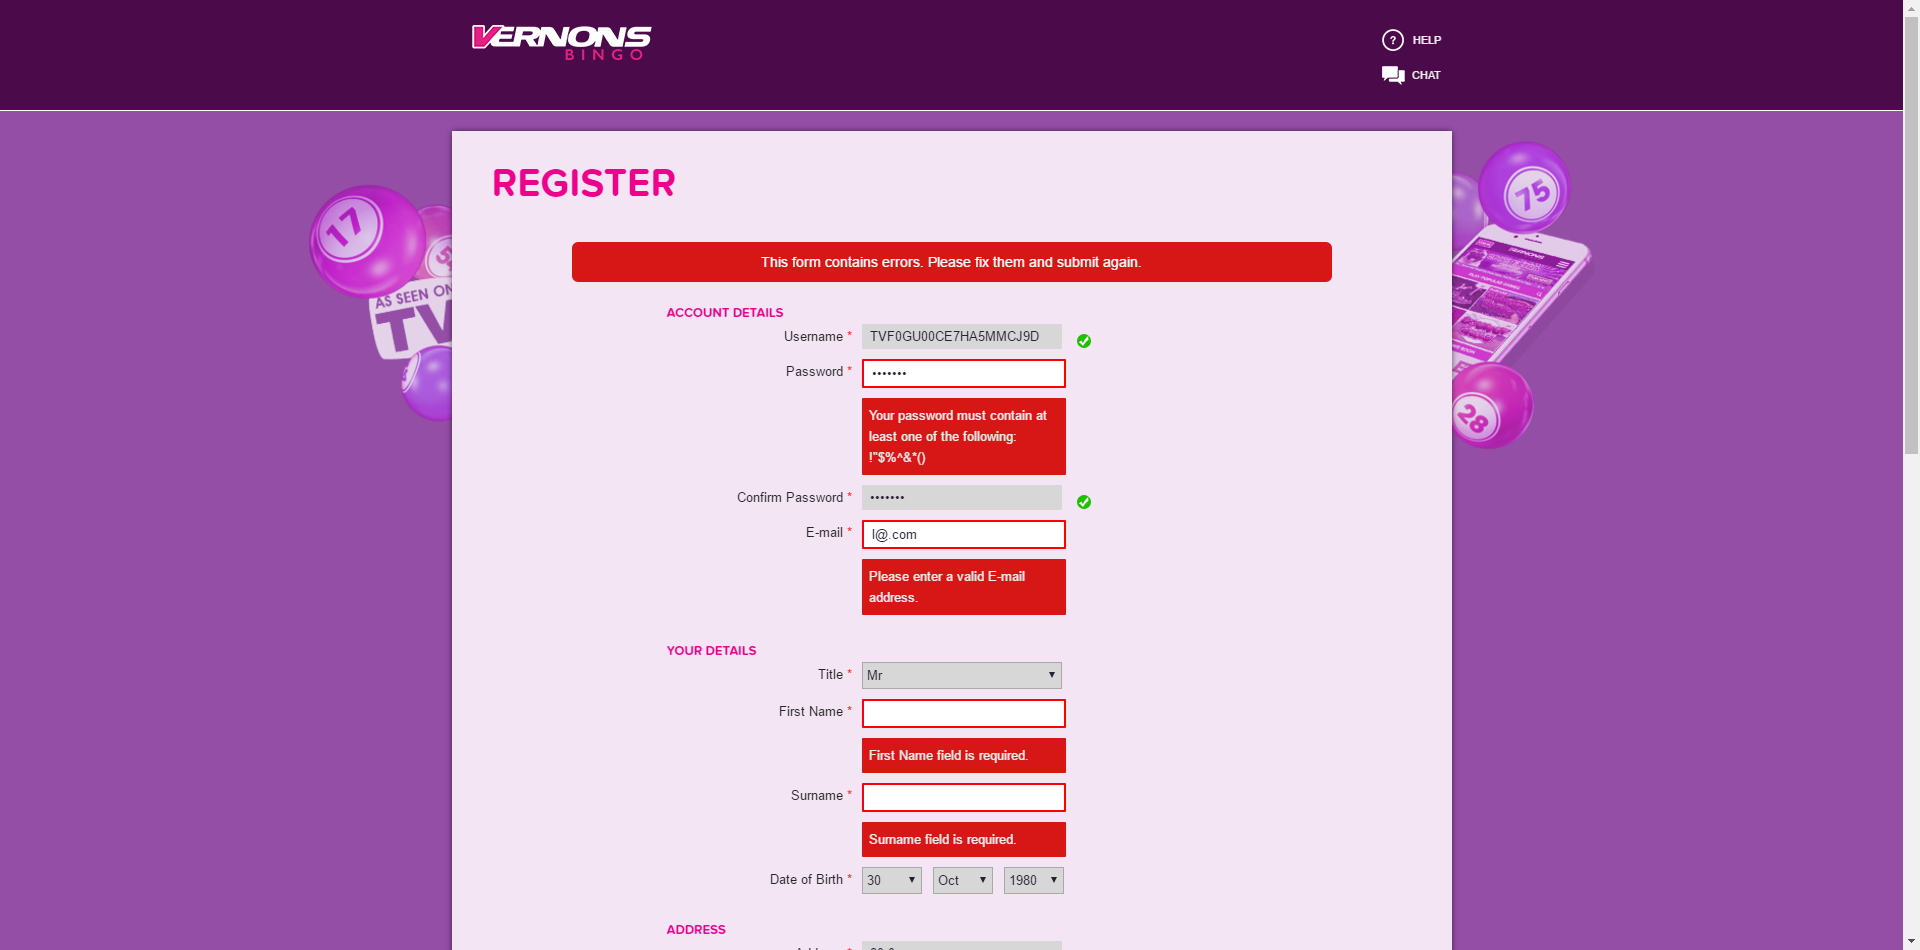 VERNONS
BINGO
HELP
CHAT
REGISTER
17
75
AS SEEN ON
TV
28
This form contains errors. Please fix them and submit again.
ACCOUNT DETAILS
Username * TVF0GU00CE7HA5MMCJ9D
Password * •••••••
Your password must contain at
least one of the following:
!"$%^&*()
Confirm Password * •••••••
E-mail * l@.com
Please enter a valid E-mail
address.
YOUR DETAILS
Title * Mr
First Name *
First Name field is required.
Surname *
Surname field is required.
Date of Birth * 30 Oct 1980
ADDRESS